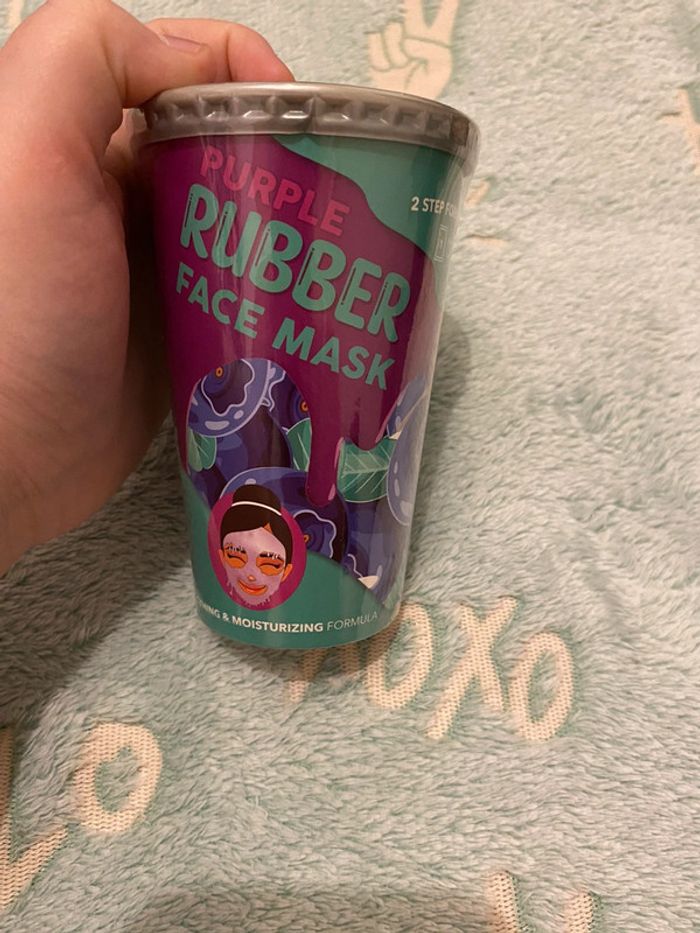 PURPLE
RUBBER
FACE MASK
2 STEP
& MOISTURIZING FORMULA
XOXO